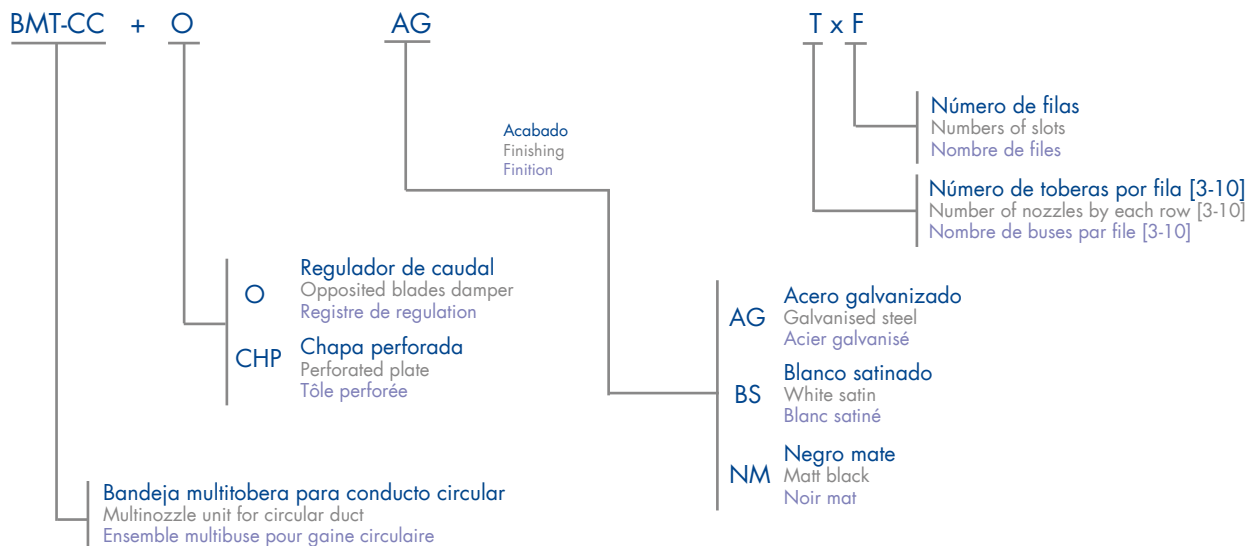 BMT-CC + O AG T x F
Número de filas
Numbers of slots
Nombre de files
Acabado
Finishing
Finition
Número de toberas por fila [3-10]
Number of nozzles by each row [3-10]
Nombre de buses par file [3-10]
O
Regulador de caudal
Opposited blades damper
Registre de regulation
CHP
Chapa perforada
Perforated plate
Tôle perforée
AG
Acero galvanizado
Galvanised steel
Acier galvanisé
BS
Blanco satinado
White satin
Blanc satiné
NM
Negro mate
Matt black
Noir mat
Bandeja multitobera para conducto circular
Multinozzle unit for circular duct
Ensemble multibuse pour gaine circulaire